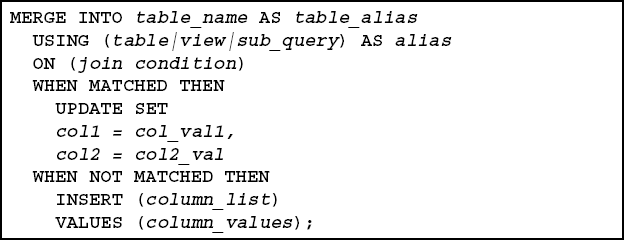 MERGE INTO table_name AS table_alias
USING (table|view|sub_query) AS alias
ON (join condition)
WHEN MATCHED THEN
UPDATE SET
col1 = col_val1,
col2 = col2_val
WHEN NOT MATCHED THEN
INSERT (column_list)
VALUES (column_values);